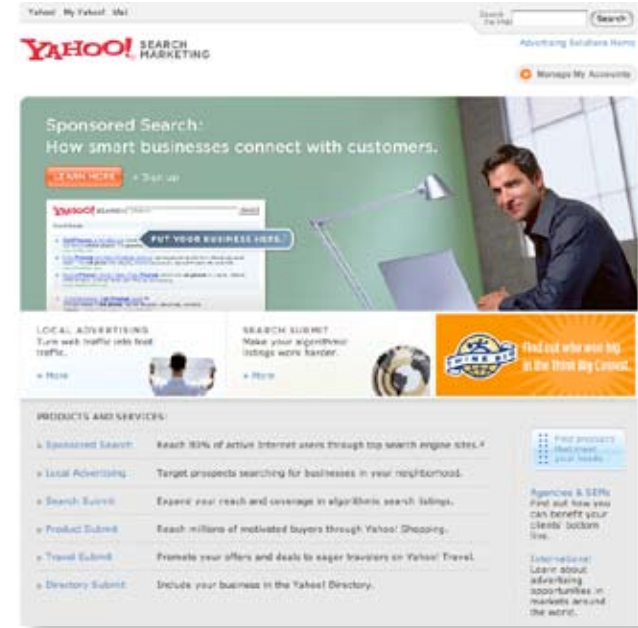 Yahoo! My Yahoo! Mail
Search
the Web
Search
YAHOO! SEARCH
MARKETING
Advertising Solutions Home
Manage My Accounts
Sponsored Search:
How smart businesses connect with customers.
LEARN MORE » Sign up
YAHOO! SEARCH
PUT YOUR BUSINESS HERE.
LOCAL ADVERTISING
Turn web traffic into foot
traffic.
» More
SEARCH SUBMIT
Make your algorithmic
listings work harder.
» More
THINK BIG
Find out who won big
in the Think Big Contest.
PRODUCTS AND SERVICES:
» Sponsored Search Reach 80% of active Internet users through top search engine sites.*
» Local Advertising Target prospects searching for businesses in your neighborhood.
» Search Submit Expand your reach and coverage in algorithmic search listings.
» Product Submit Reach millions of motivated buyers through Yahoo! Shopping.
» Travel Submit Promote your offers and deals to eager travelers on Yahoo! Travel.
» Directory Submit Include your business in the Yahoo! Directory.
Find products
that meet
your needs
Agencies & SEMs
Find out how you
can benefit your
clients' bottom
line.
International
Learn about
advertising
opportunities in
markets around
the world.